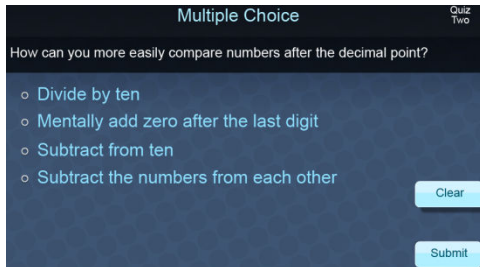 Multiple Choice
Quiz
Two
How can you more easily compare numbers after the decimal point?
Divide by ten
Mentally add zero after the last digit
Subtract from ten
Subtract the numbers from each other
Clear
Submit